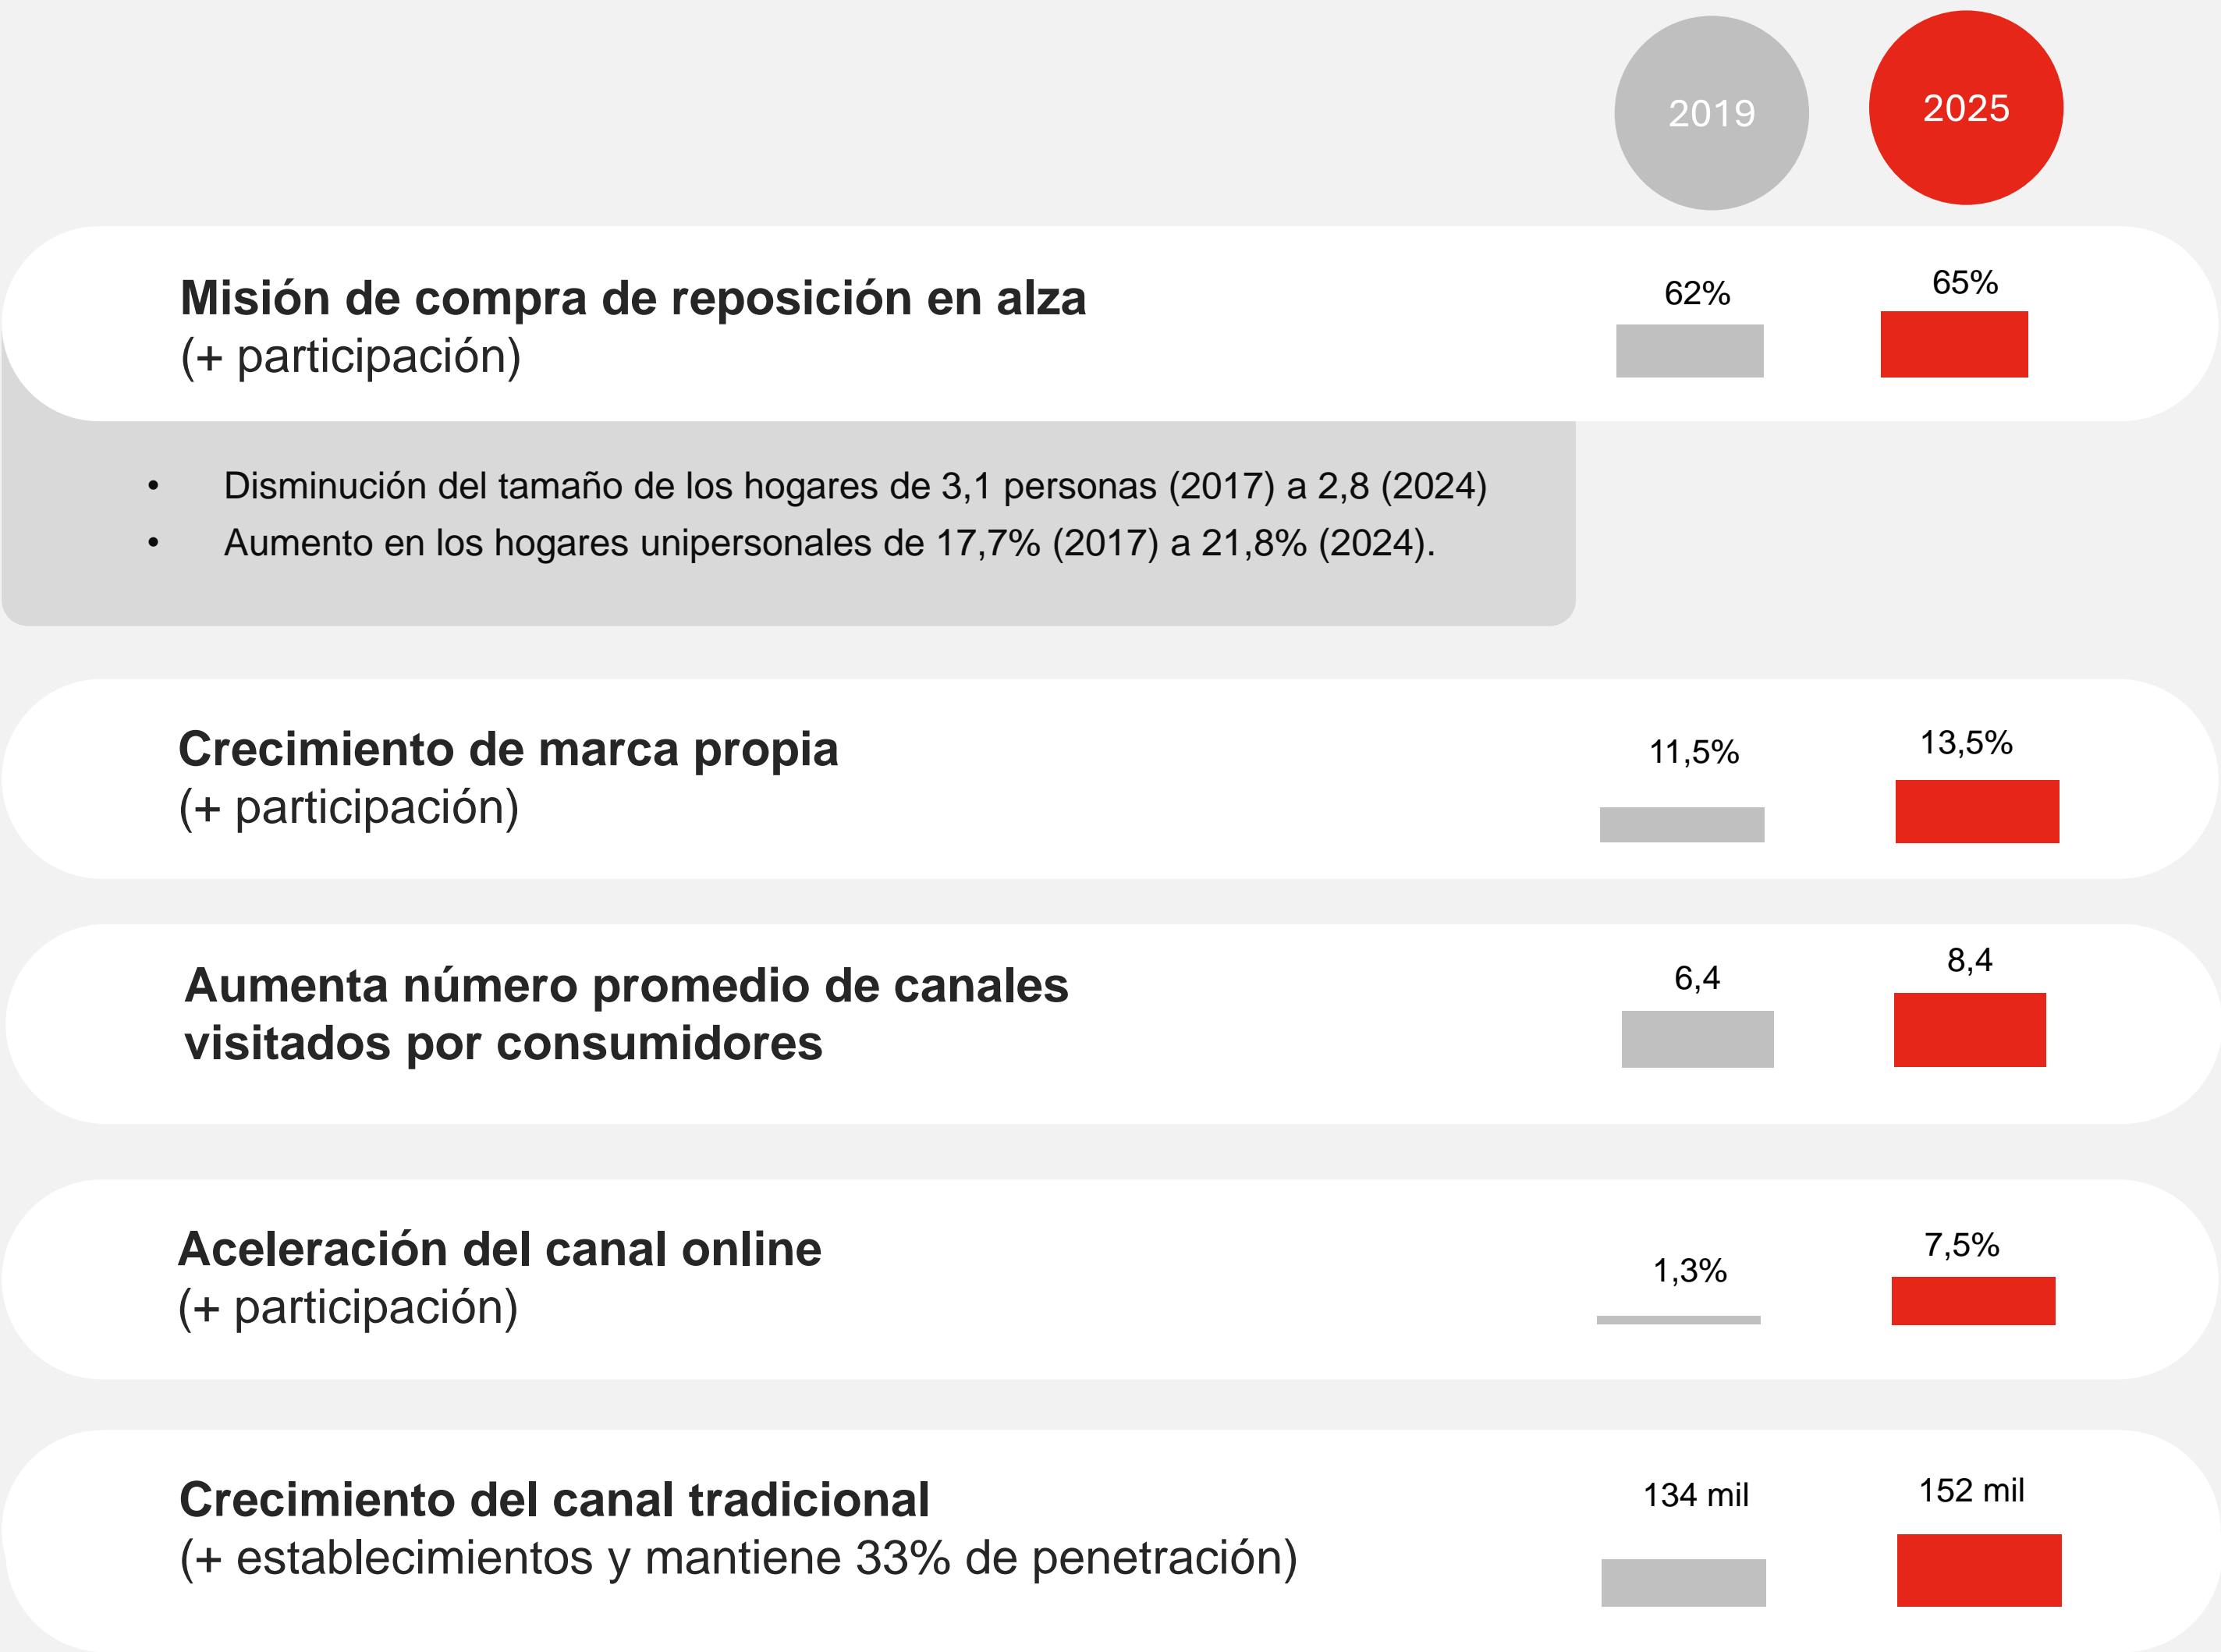 2019
2025
Misión de compra de reposición en alza
(+ participación)
62%
65%
• Disminución del tamaño de los hogares de 3,1 personas (2017) a 2,8 (2024)
• Aumento en los hogares unipersonales de 17,7% (2017) a 21,8% (2024).
Crecimiento de marca propia
(+ participación)
11,5%
13,5%
Aumenta número promedio de canales
visitados por consumidores
6,4
8,4
Aceleración del canal online
(+ participación)
1,3%
7,5%
Crecimiento del canal tradicional
(+ establecimientos y mantiene 33% de penetración)
134 mil
152 mil